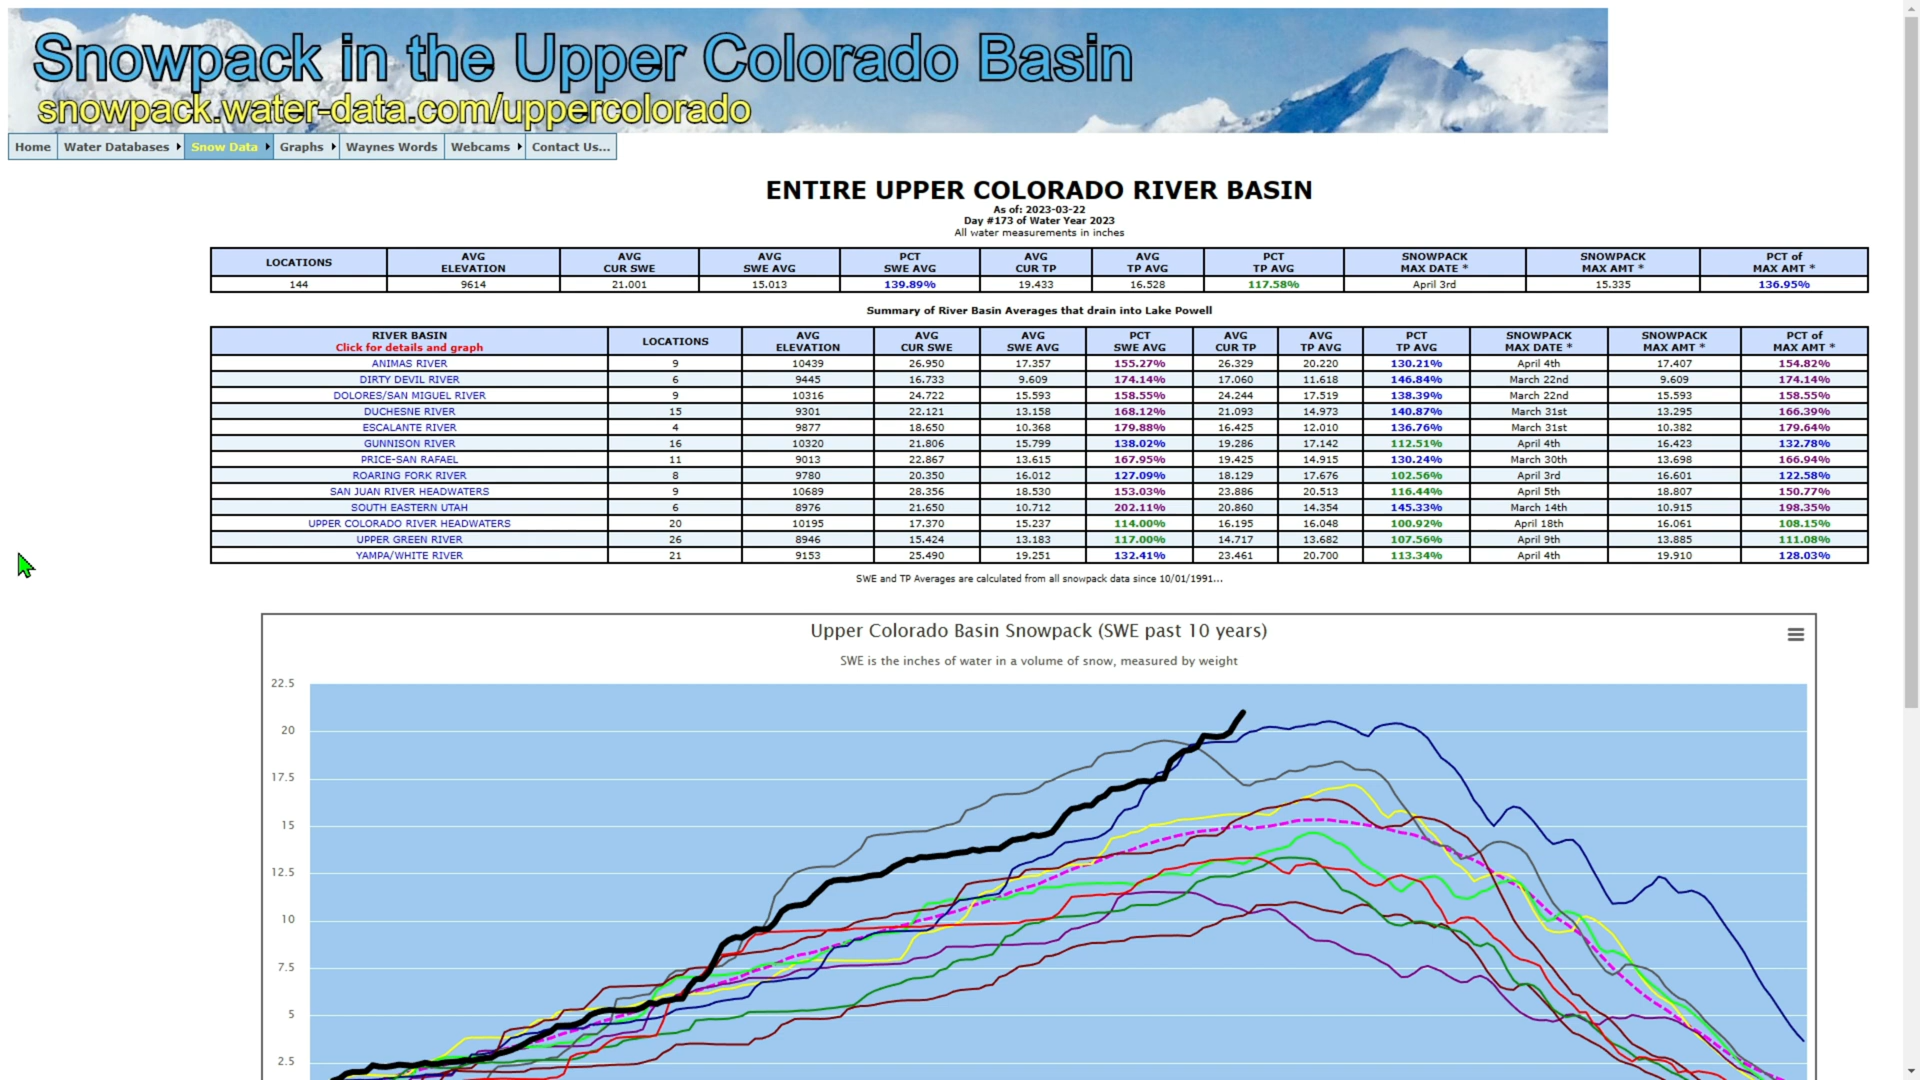 Snowpack in the Upper Colorado Basin
snowpack.water-data.com/uppercolorado
Home Water Databases Snow Data Graphs Waynes Words Webcams Contact Us...
ENTIRE UPPER COLORADO RIVER BASIN
As of: 2023-03-22
Day #173 of Water Year 2023
All water measurements in inches
LOCATIONS AVG ELEVATION AVG CUR SWE AVG SWE AVG PCT SWE AVG AVG CUR TP AVG TP AVG PCT TP AVG SNOWPACK MAX DATE * SNOWPACK MAX AMT * PCT of MAX AMT *
144 9614 21.001 15.013 139.89% 19.433 16.528 117.58% April 3rd 15.335 136.95%
Summary of River Basin Averages that drain into Lake Powell
RIVER BASIN Click for details and graph LOCATIONS AVG ELEVATION AVG CUR SWE AVG SWE AVG PCT SWE AVG AVG CUR TP AVG TP AVG PCT TP AVG SNOWPACK MAX DATE * SNOWPACK MAX AMT * PCT of MAX AMT *
ANIMAS RIVER 9 10439 26.950 17.357 155.27% 26.329 20.220 130.21% April 4th 17.407 154.82%
DIRTY DEVIL RIVER 6 9445 16.733 9.609 174.14% 17.060 11.618 146.84% March 22nd 9.609 174.14%
DOLORES/SAN MIGUEL RIVER 9 10316 24.722 15.593 158.55% 24.244 17.519 138.39% March 22nd 15.593 158.55%
DUCHESNE RIVER 15 9301 22.121 13.158 168.12% 21.093 14.973 140.87% March 31st 13.295 166.39%
ESCALANTE RIVER 4 9877 18.650 10.368 179.88% 16.425 12.010 136.76% March 31st 10.382 179.64%
GUNNISON RIVER 16 10320 21.806 15.799 138.02% 19.286 17.142 112.51% April 4th 16.423 132.78%
PRICE-SAN RAFAEL 11 9013 22.867 13.615 167.95% 19.425 14.915 130.24% March 30th 13.698 166.94%
ROARING FORK RIVER 8 9780 20.350 16.012 127.09% 18.129 17.676 102.56% April 3rd 16.601 122.58%
SAN JUAN RIVER HEADWATERS 9 10689 28.356 18.530 153.03% 23.886 20.513 116.44% April 5th 18.807 150.77%
SOUTH EASTERN UTAH 6 8976 21.650 10.712 202.11% 20.860 14.354 145.33% March 14th 10.915 198.35%
UPPER COLORADO RIVER HEADWATERS 20 10195 17.370 15.237 114.00% 16.195 16.048 100.92% April 18th 16.061 108.15%
UPPER GREEN RIVER 26 8946 15.424 13.183 117.00% 14.717 13.682 107.56% April 9th 13.885 111.08%
YAMPA/WHITE RIVER 21 9153 25.490 19.251 132.41% 23.461 20.700 113.34% April 4th 19.910 128.03%
SWE and TP Averages are calculated from all snowpack data since 10/01/1991...
Upper Colorado Basin Snowpack (SWE past 10 years)
SWE is the inches of water in a volume of snow, measured by weight
22.5
20
17.5
15
12.5
10
7.5
5
2.5